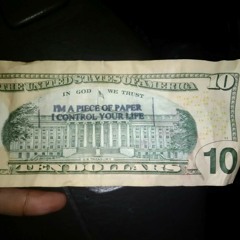 THE UNITED STATES OF AMERICA
10
IN GOD WE TRUST
I'M A PIECE OF PAPER
I CONTROL YOUR LIFE
TEN DOLLARS
10